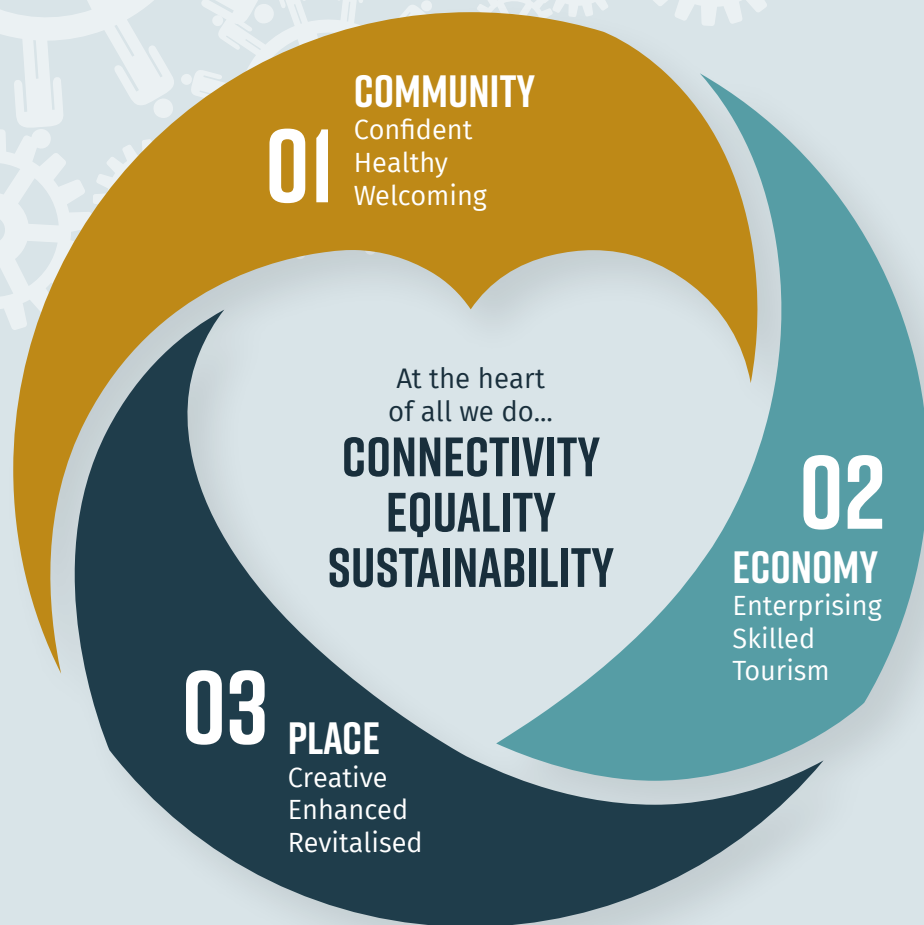 01
COMMUNITY
Confident
Healthy
Welcoming
At the heart
of all we do...
CONNECTIVITY
EQUALITY
SUSTAINABILITY
02
ECONOMY
Enterprising
Skilled
Tourism
03
PLACE
Creative
Enhanced
Revitalised